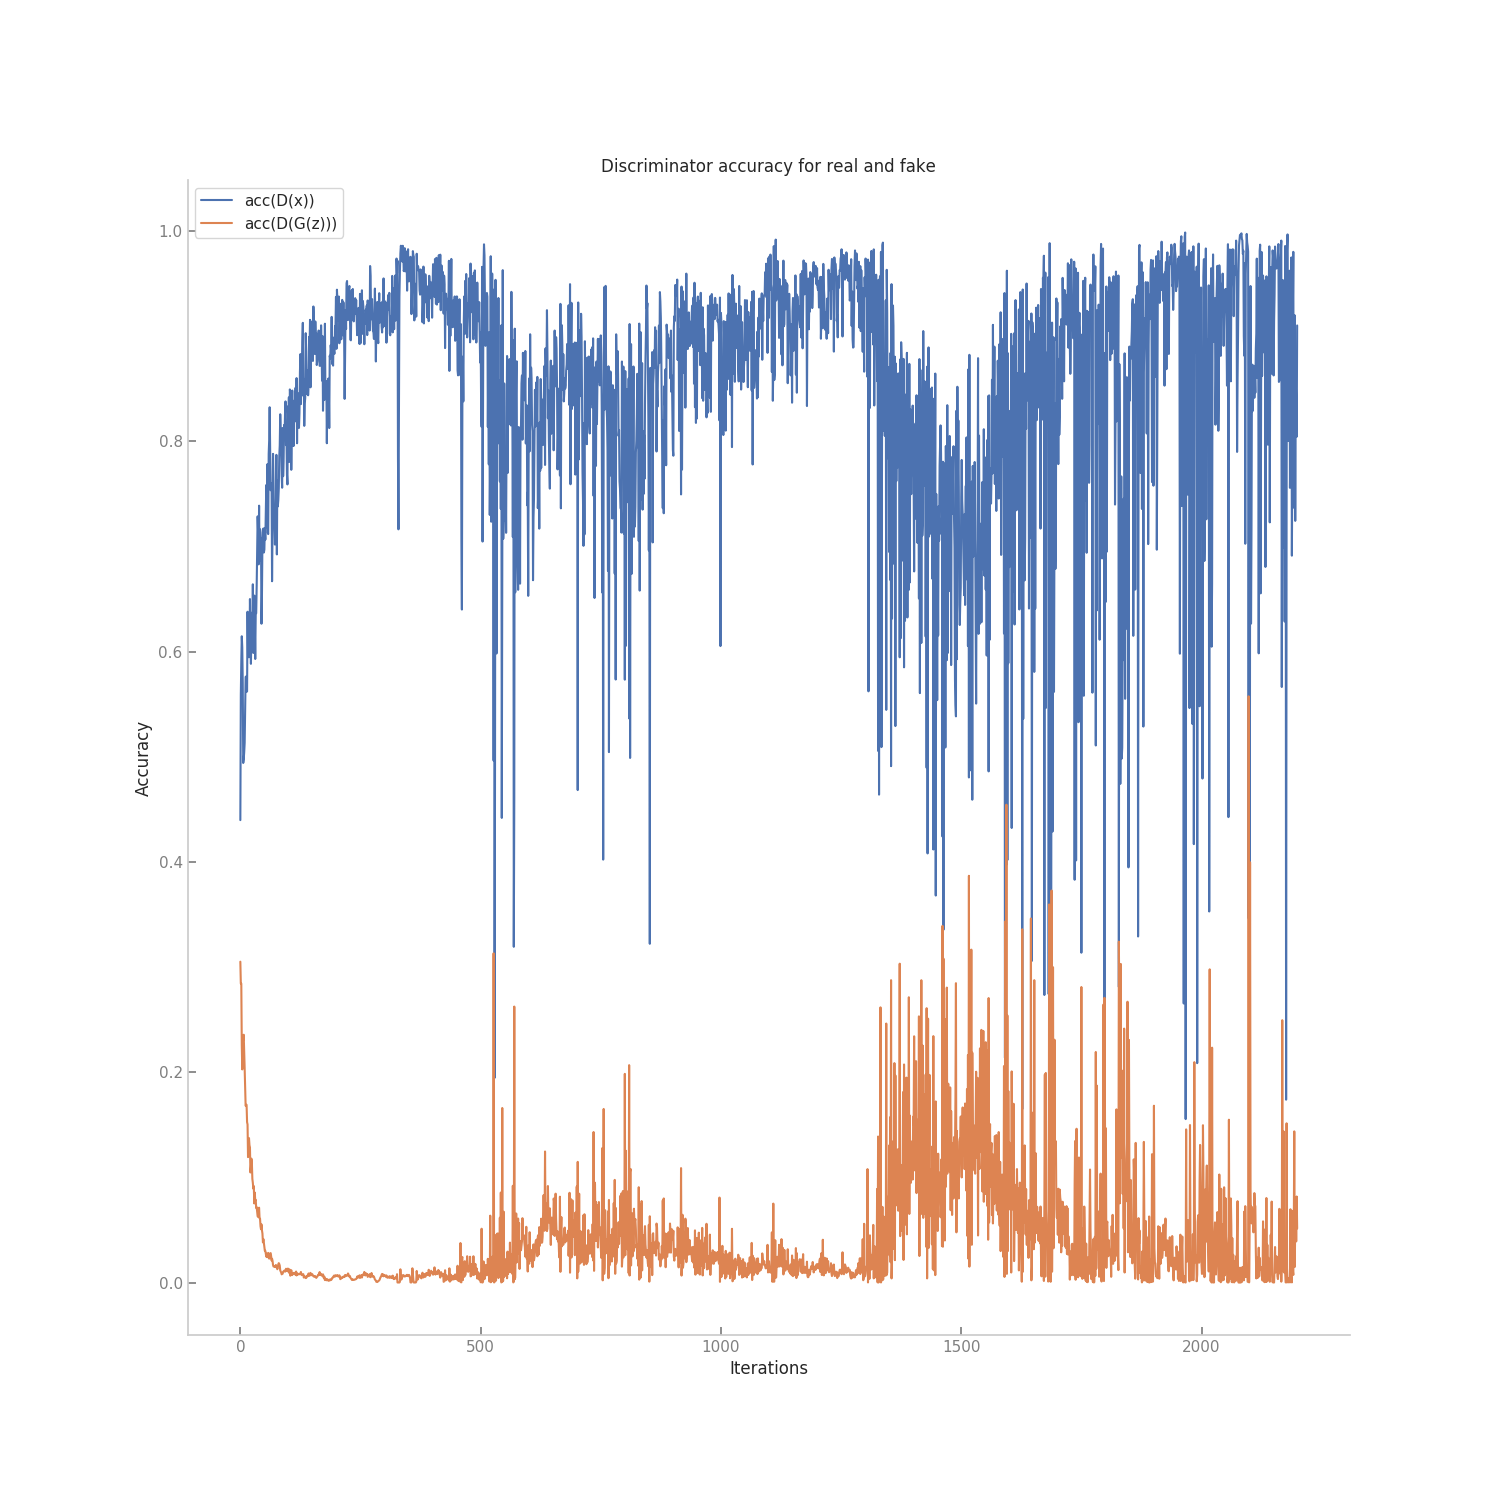 Discriminator accuracy for real and fake
acc(D(x))
acc(D(G(z)))
1.0
0.8
0.6
0.4
0.2
0.0
Accuracy
0 500 1000 1500 2000
Iterations